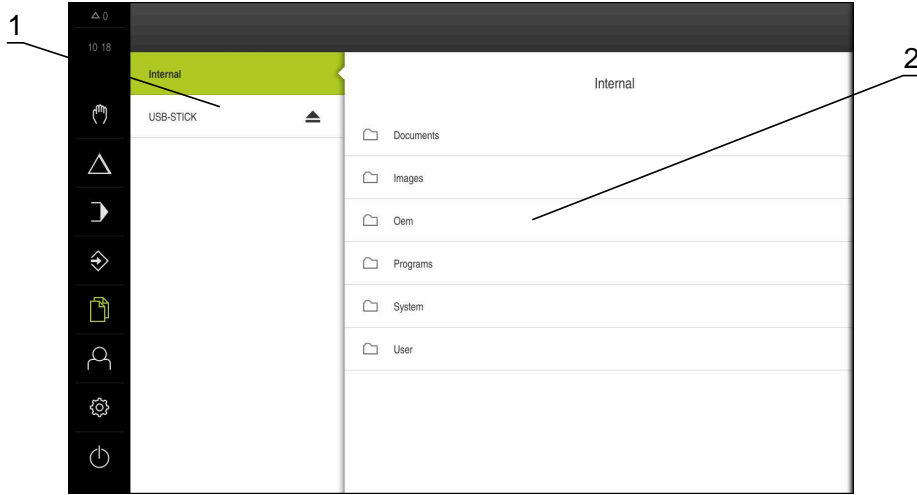 1
△ 0
10 18
2
Internal
Internal
USB-STICK
Documents
Images
Oem
Programs
System
User